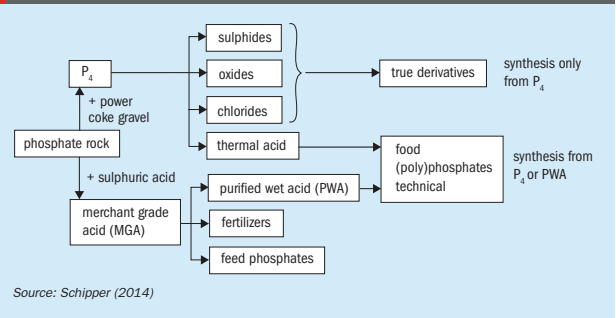 sulphides
P4
oxides
true derivatives
synthesis only
from P4
chlorides
+ power
coke gravel
phosphate rock
thermal acid
food
(poly)phosphates
technical
synthesis from
P4 or PWA
+ sulphuric acid
purified wet acid (PWA)
merchant grade
acid (MGA)
fertilizers
feed phosphates
Source: Schipper (2014)